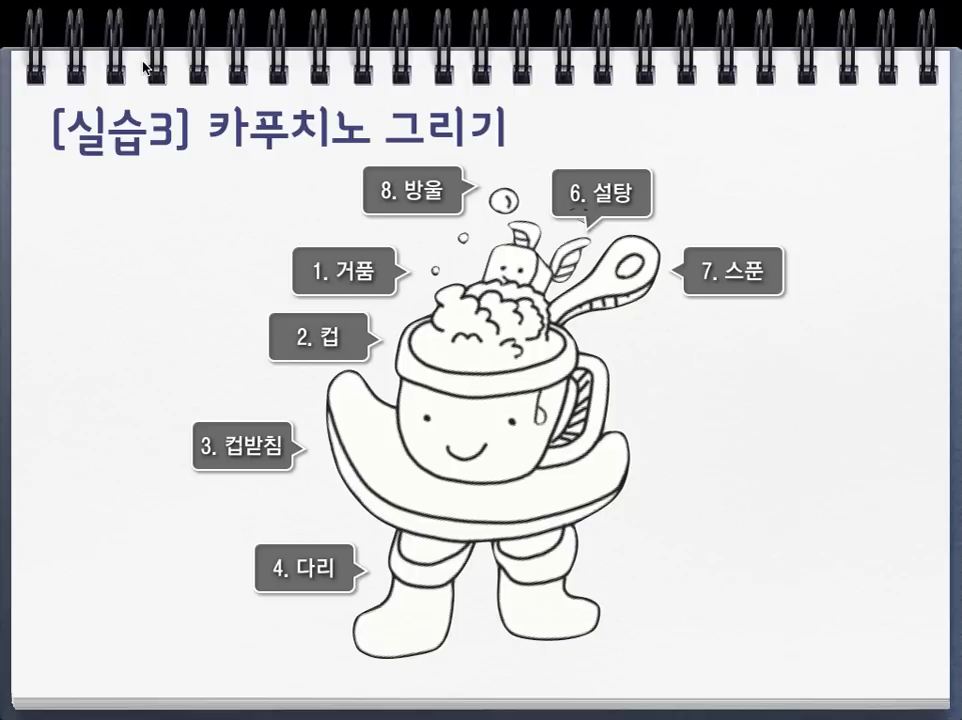 [실습3] 카푸치노 그리기
8. 방울
6. 설탕
1. 거품
7. 스푼
2. 컵
3. 컵받침
4. 다리